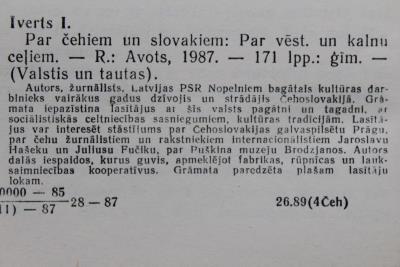 Iverts I.
Par čehiem un slovakiem: Par vēst. un kalnu
ceļiem. — R.: Avots, 1987. — 171 lpp.: ģim. —
(Valstis un tautas).
Autors, žurnālists, Latvijas PSR Nopelniem bagātais kultūras dar-
binieks vairākus gadus dzīvojis un strādājis Čehoslovakijā. Grā-
mata iepazīstina lasītāju ar šīs valsts pagātni un tagadni, ar
sociālistiskās celtniecības sasniegumiem, kultūras tradīcijām. Lasītā-
jus var interesēt stāstījums par Čehoslovakijas galvaspilsētu Prāgu,
par čehu žurnālistiem un rakstniekiem internacionālistiem Jaroslavu
Hašeku un Juliusu Fučiku, par Puškina muzeju Brodzjanos. Autors
dalās iespaidos, kurus guvis, apmeklējot fabrikas, rūpnīcas un lauk-
saimniecības kooperatīvus. Grāmata paredzēta plašam lasītāju
lokam.
0000 — 85
11) — 87 28 — 87 26.89(4Čeh)